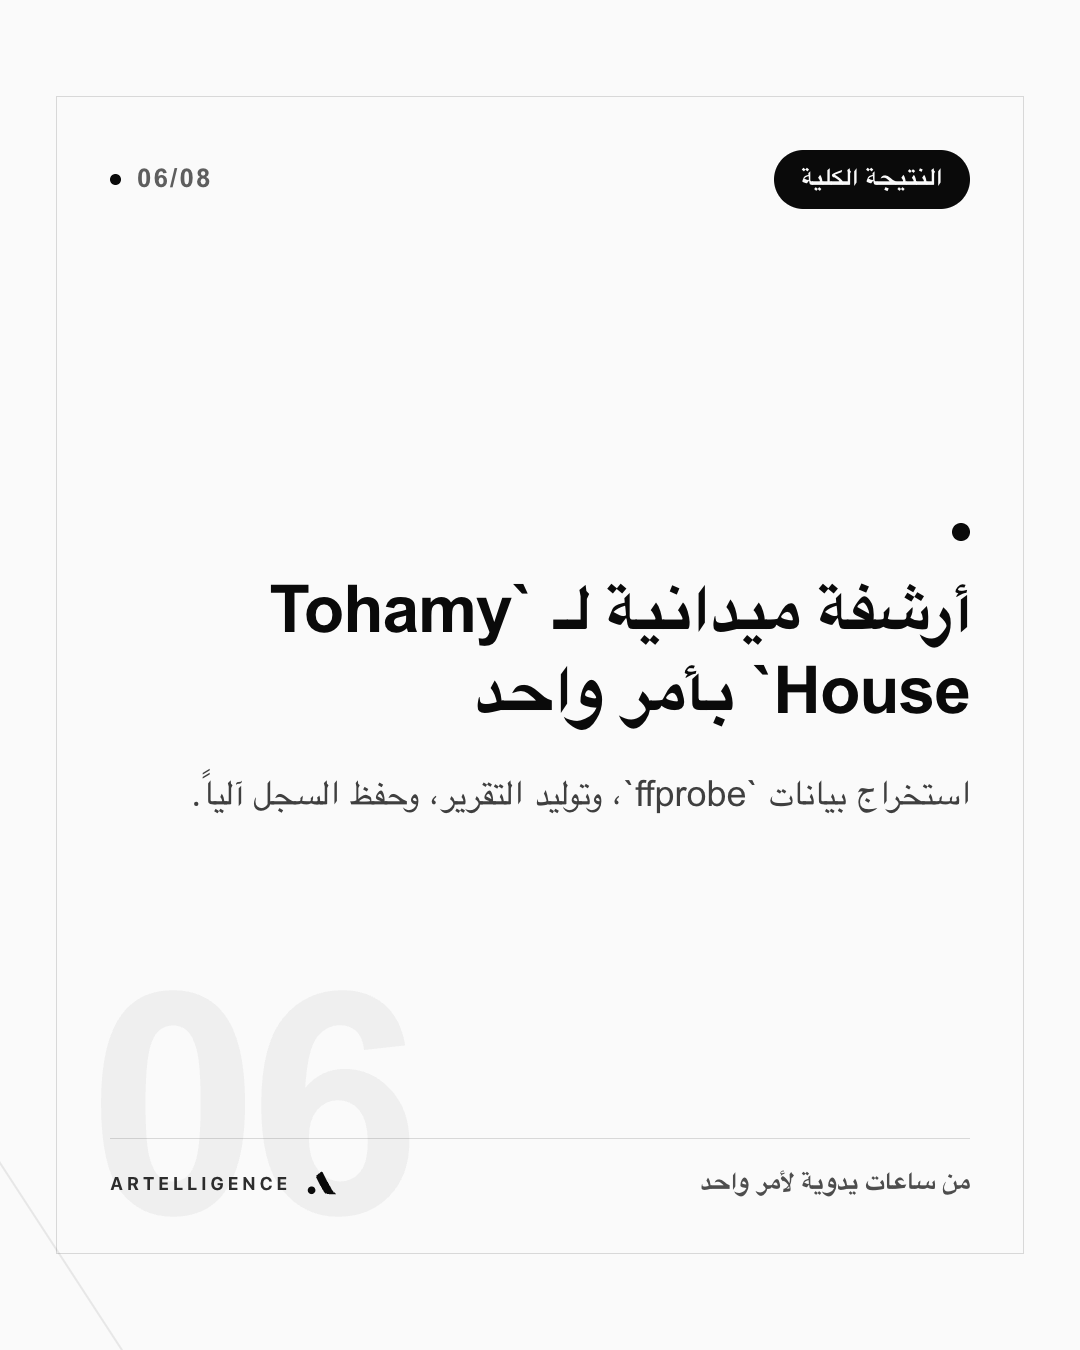 النتيجة الكلية
06/08
أرشفة ميدانية لـ `Tohamy
House` بأمر واحد
استخراج بيانات `ffprobe`، وتوليد التقرير، وحفظ السجل آلياً.
06
من ساعات يدوية لأمر واحد
ARTELLIGENCE